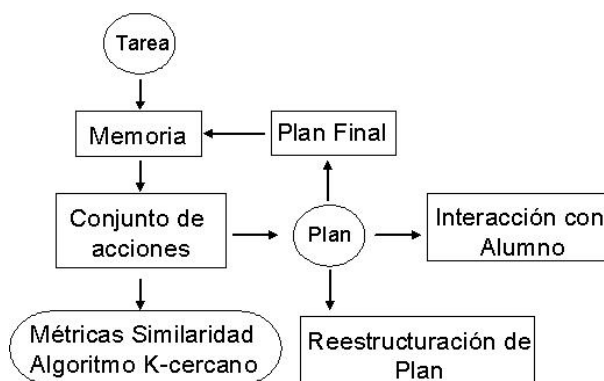 Tarea
Memoria
Plan Final
Conjunto de
acciones
Plan
Interacción con
Alumno
Métricas Similaridad
Algoritmo K-cercano
Reestructuración de
Plan